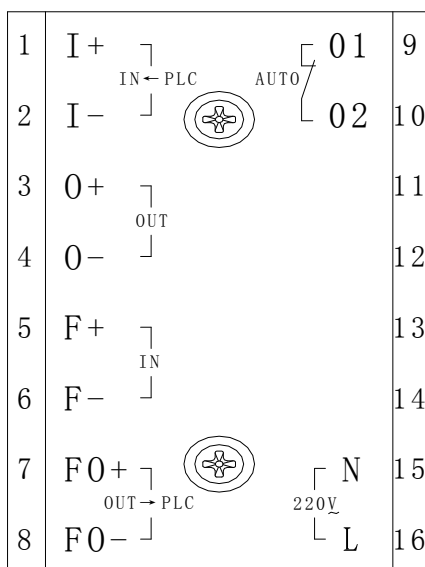 1 I+ 01 9
IN←PLC AUTO
2 I- 02 10
3 O+ 11
OUT
4 O- 12
5 F+ 13
IN
6 F- 14
7 FO+ N 15
OUT→PLC 220V~
8 FO- L 16